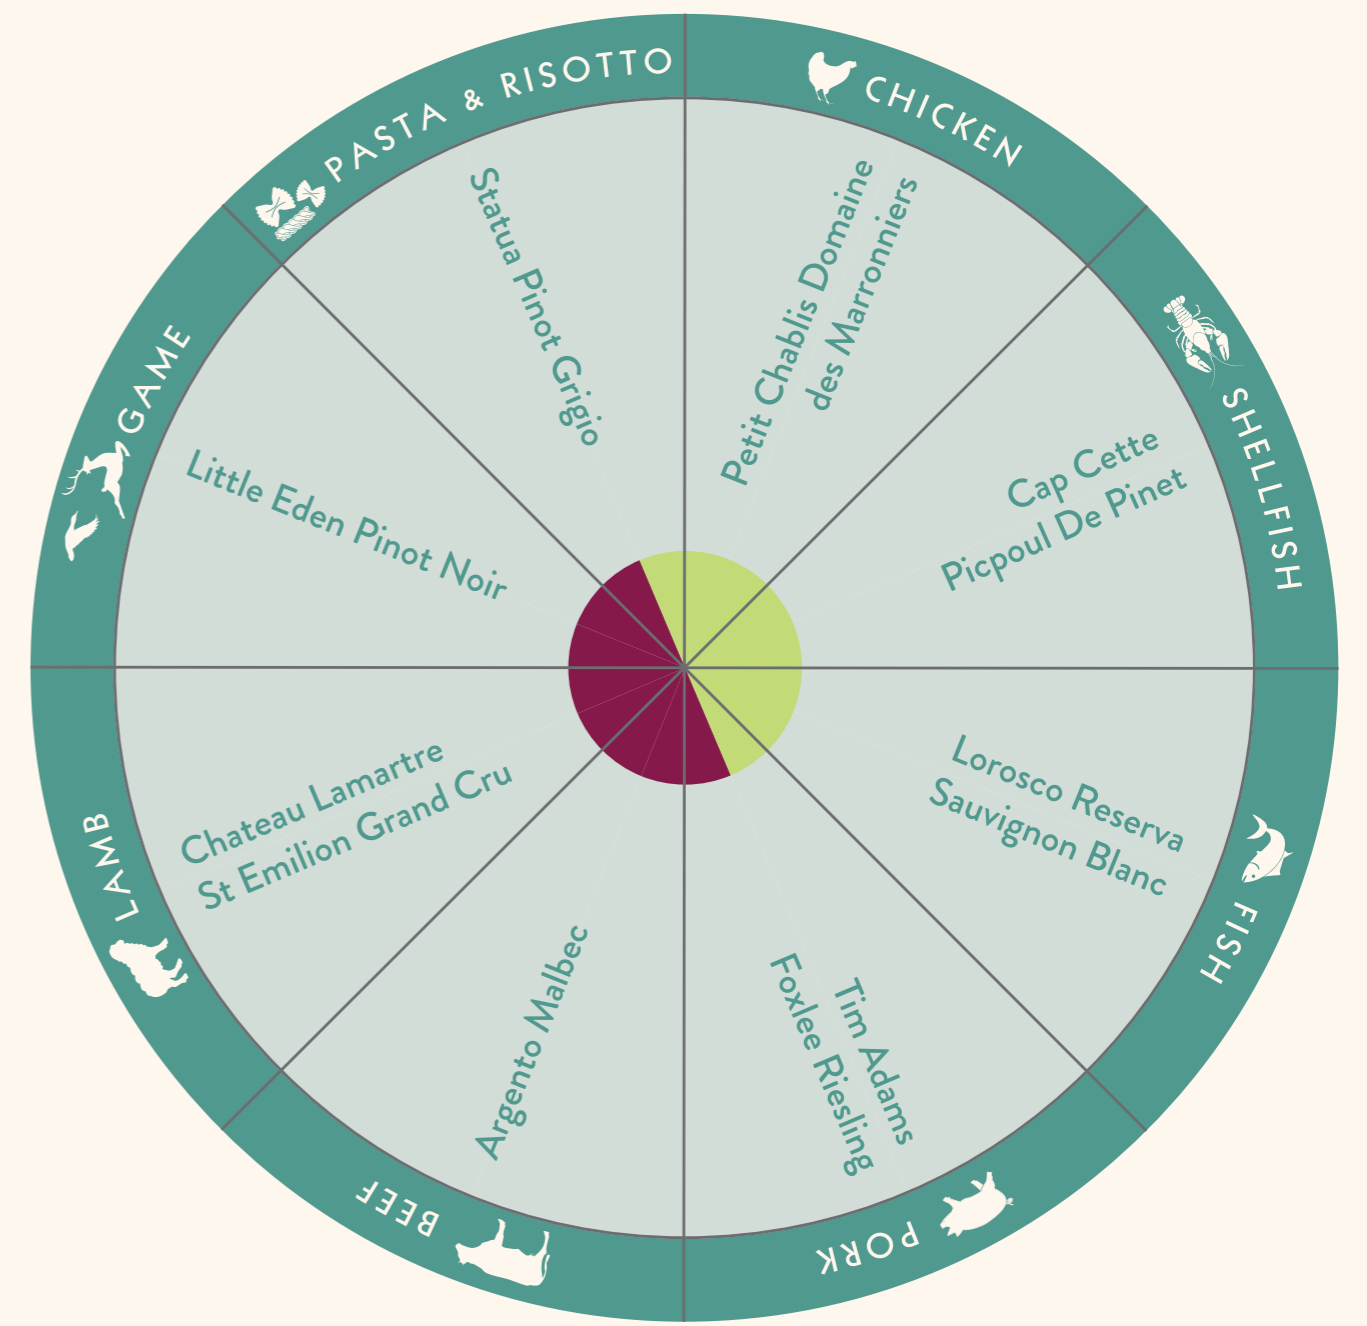 PASTA & RISOTTO
Statua Pinot Grigio
CHICKEN
Petit Chablis Domaine
des Marronniers
SHELLFISH
Cap Cette
Picpoul De Pinet
FISH
Lorosco Reserva
Sauvignon Blanc
PORK
Tim Adams
Foxlee Riesling
BEEF
Argento Malbec
LAMB
Chateau Lamartre
St Emilion Grand Cru
GAME
Little Eden Pinot Noir